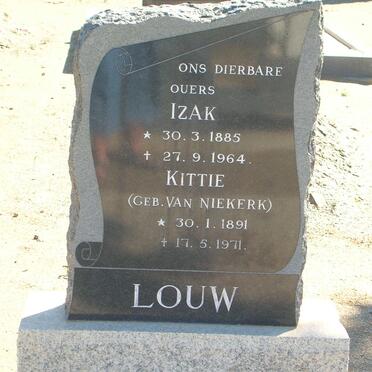 ONS DIERBARE
OUERS
IZAK
★ 30.3.1885
† 27.9.1964.
KITTIE
(GEB. VAN NIEKERK)
★ 30.1.1891
† 17.5.1971.
LOUW